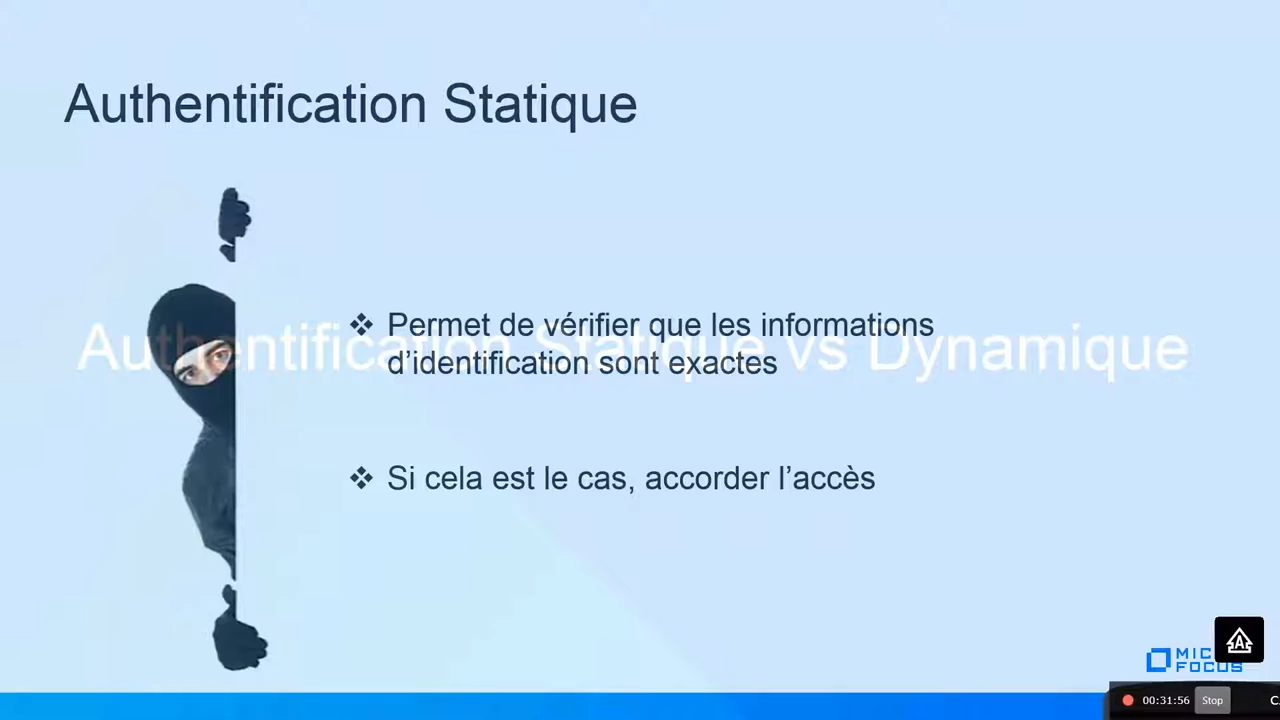 Authentification Statique
Authentification Statique vs Dynamique
❖ Permet de vérifier que les informations
d’identification sont exactes
❖ Si cela est le cas, accorder l’accès
MIC
FOCUS
00:31:56 Stop